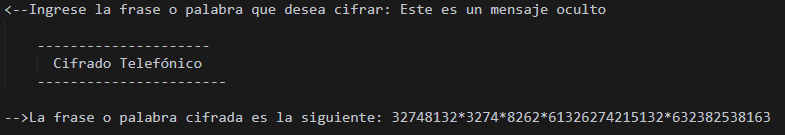 <--Ingrese la frase o palabra que desea cifrar: Este es un mensaje oculto
---------------------
Cifrado Telefónico
-----------------------
-->La frase o palabra cifrada es la siguiente: 32748132*3274*8262*61326274215132*632382538163